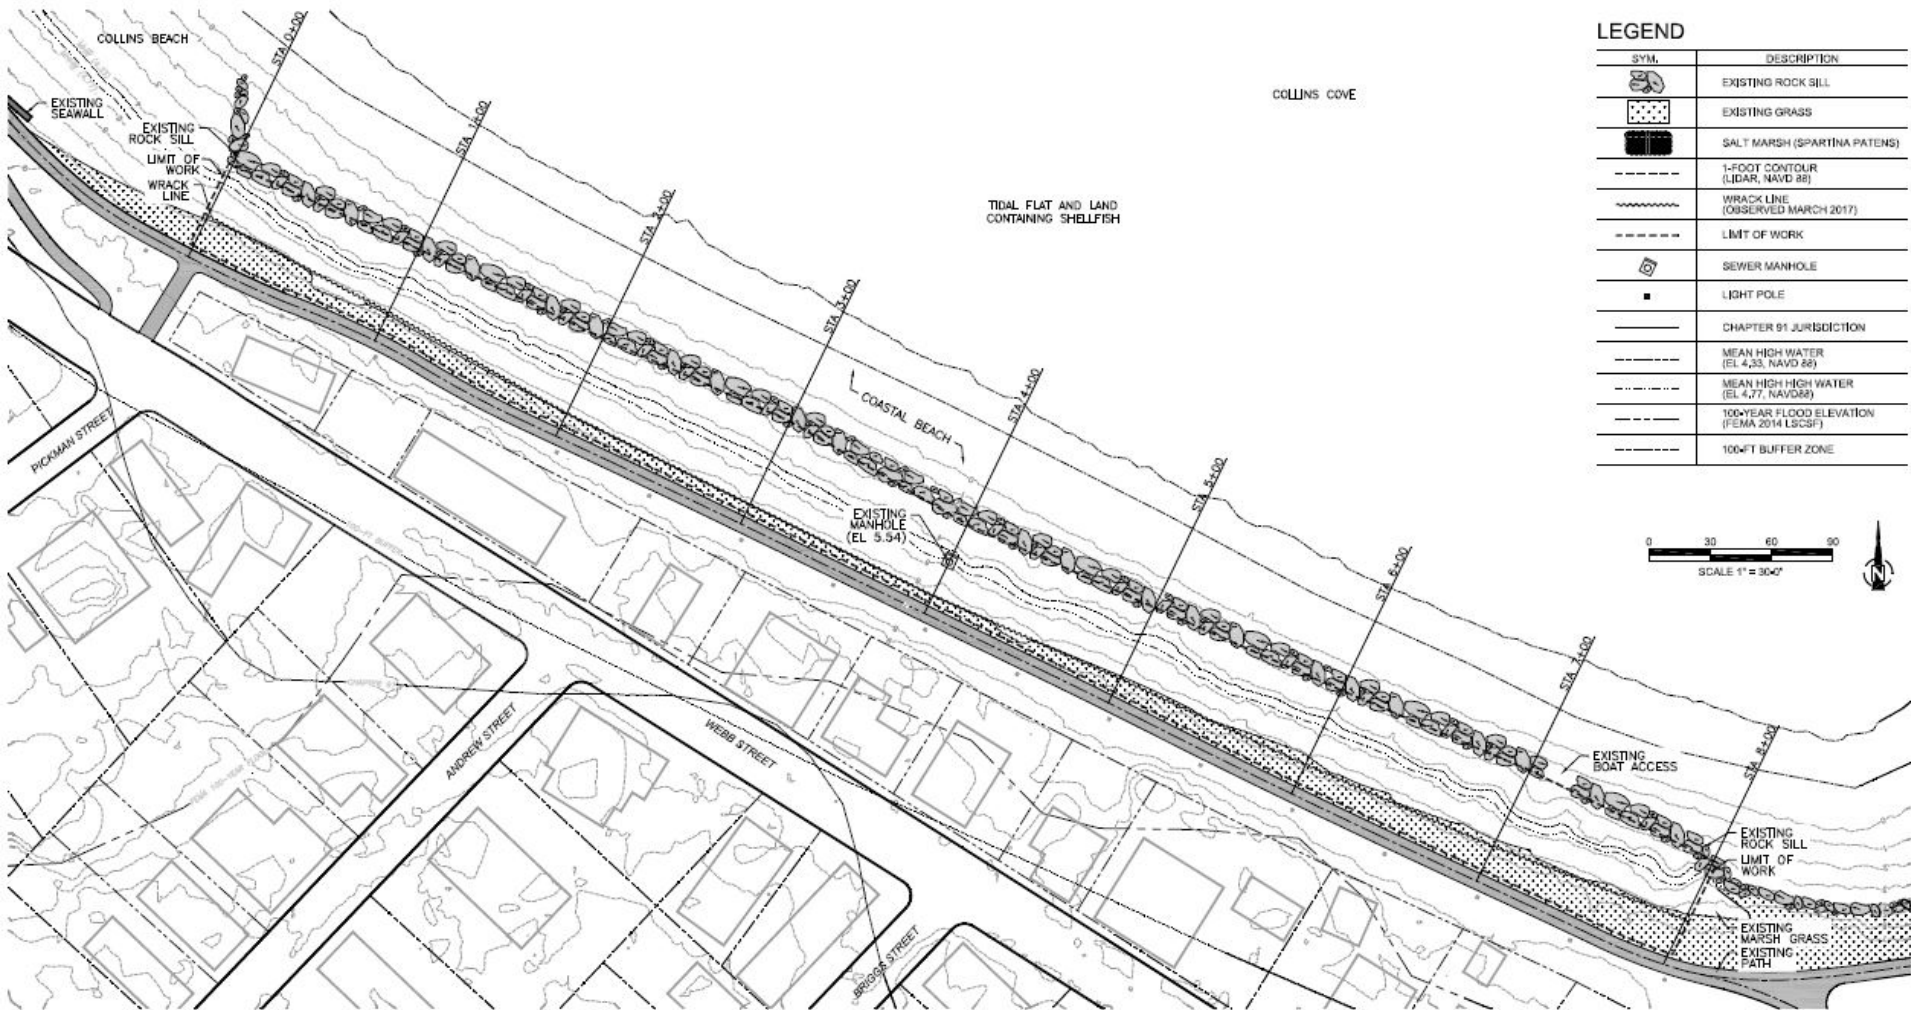 COLLINS BEACH
EXISTING
SEAWALL
EXISTING
ROCK SILL
LIMIT OF
WORK
WRACK
LINE
STA 0+00
STA 1+00
STA 2+00
STA 3+00
STA 4+00
STA 5+00
STA 6+00
STA 7+00
STA 8+00
COLLINS COVE
TIDAL FLAT AND LAND
CONTAINING SHELLFISH
COASTAL BEACH
EXISTING
MANHOLE
(EL 5.54)
EXISTING
BOAT ACCESS
EXISTING
ROCK SILL
LIMIT OF
WORK
EXISTING
MARSH GRASS
EXISTING
PATH
PICKMAN STREET
ANDREW STREET
WEBB STREET
BRIGGS STREET
100-FT BUFFER
LEGEND
SYM. DESCRIPTION
EXISTING ROCK SILL
EXISTING GRASS
SALT MARSH (SPARTINA PATENS)
1-FOOT CONTOUR
(LIDAR, NAVD 88)
WRACK LINE
(OBSERVED MARCH 2017)
LIMIT OF WORK
SEWER MANHOLE
LIGHT POLE
CHAPTER 91 JURISDICTION
MEAN HIGH WATER
(EL 4.33, NAVD 88)
MEAN HIGH HIGH WATER
(EL 4.77, NAVD88)
100-YEAR FLOOD ELEVATION
(FEMA 2014 LSCSF)
100-FT BUFFER ZONE
0 30 60 90
SCALE 1" = 30-0"
N